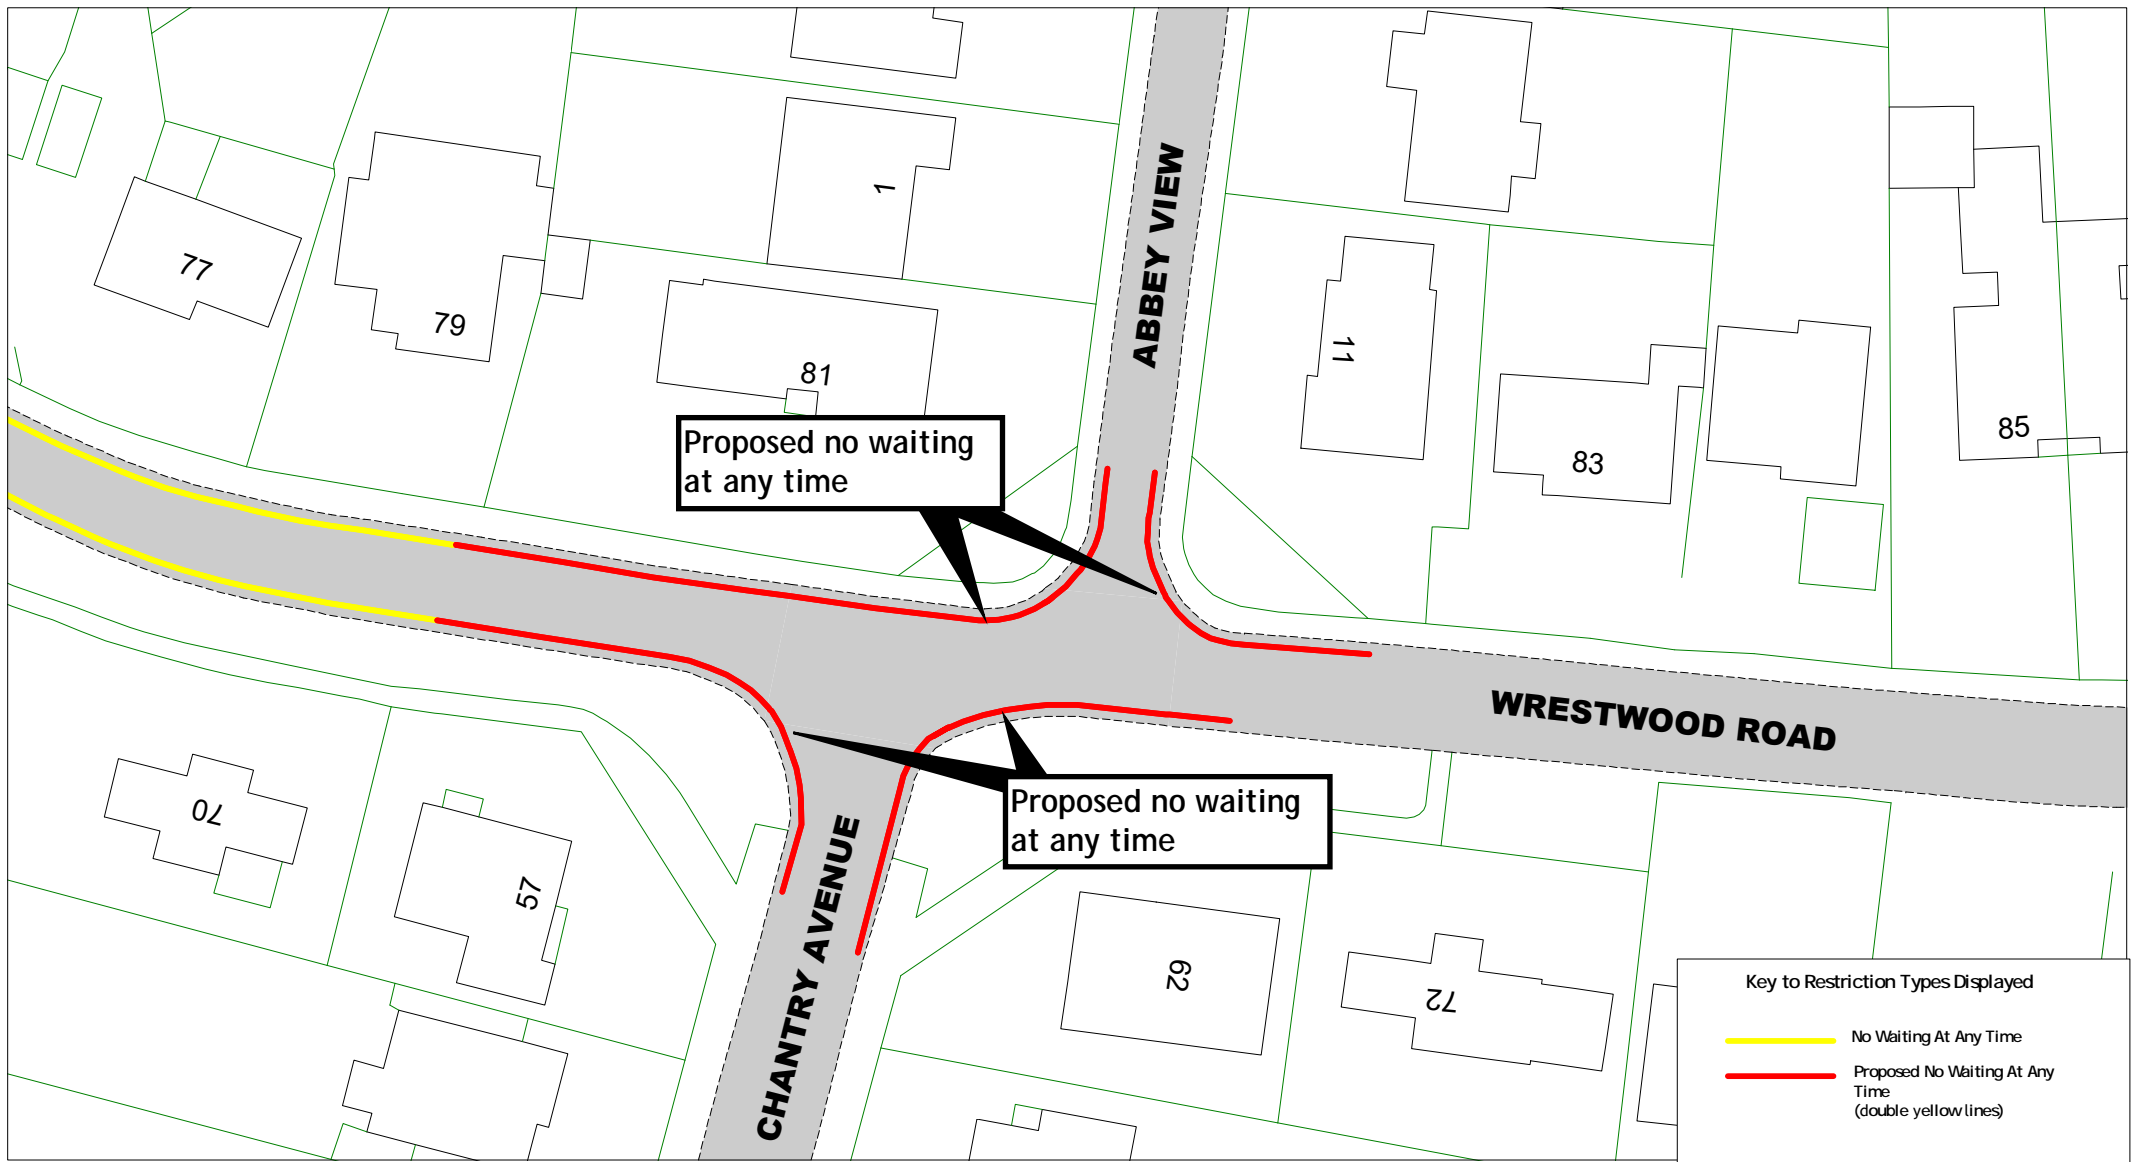 1
ABBEY VIEW
77
79
81
11
83
85
Proposed no waiting
at any time
WRESTWOOD ROAD
70
57
Proposed no waiting
at any time
CHANTRY AVENUE
62
72
Key to Restriction Types Displayed
No Waiting At Any Time
Proposed No Waiting At Any
Time
(double yellow lines)